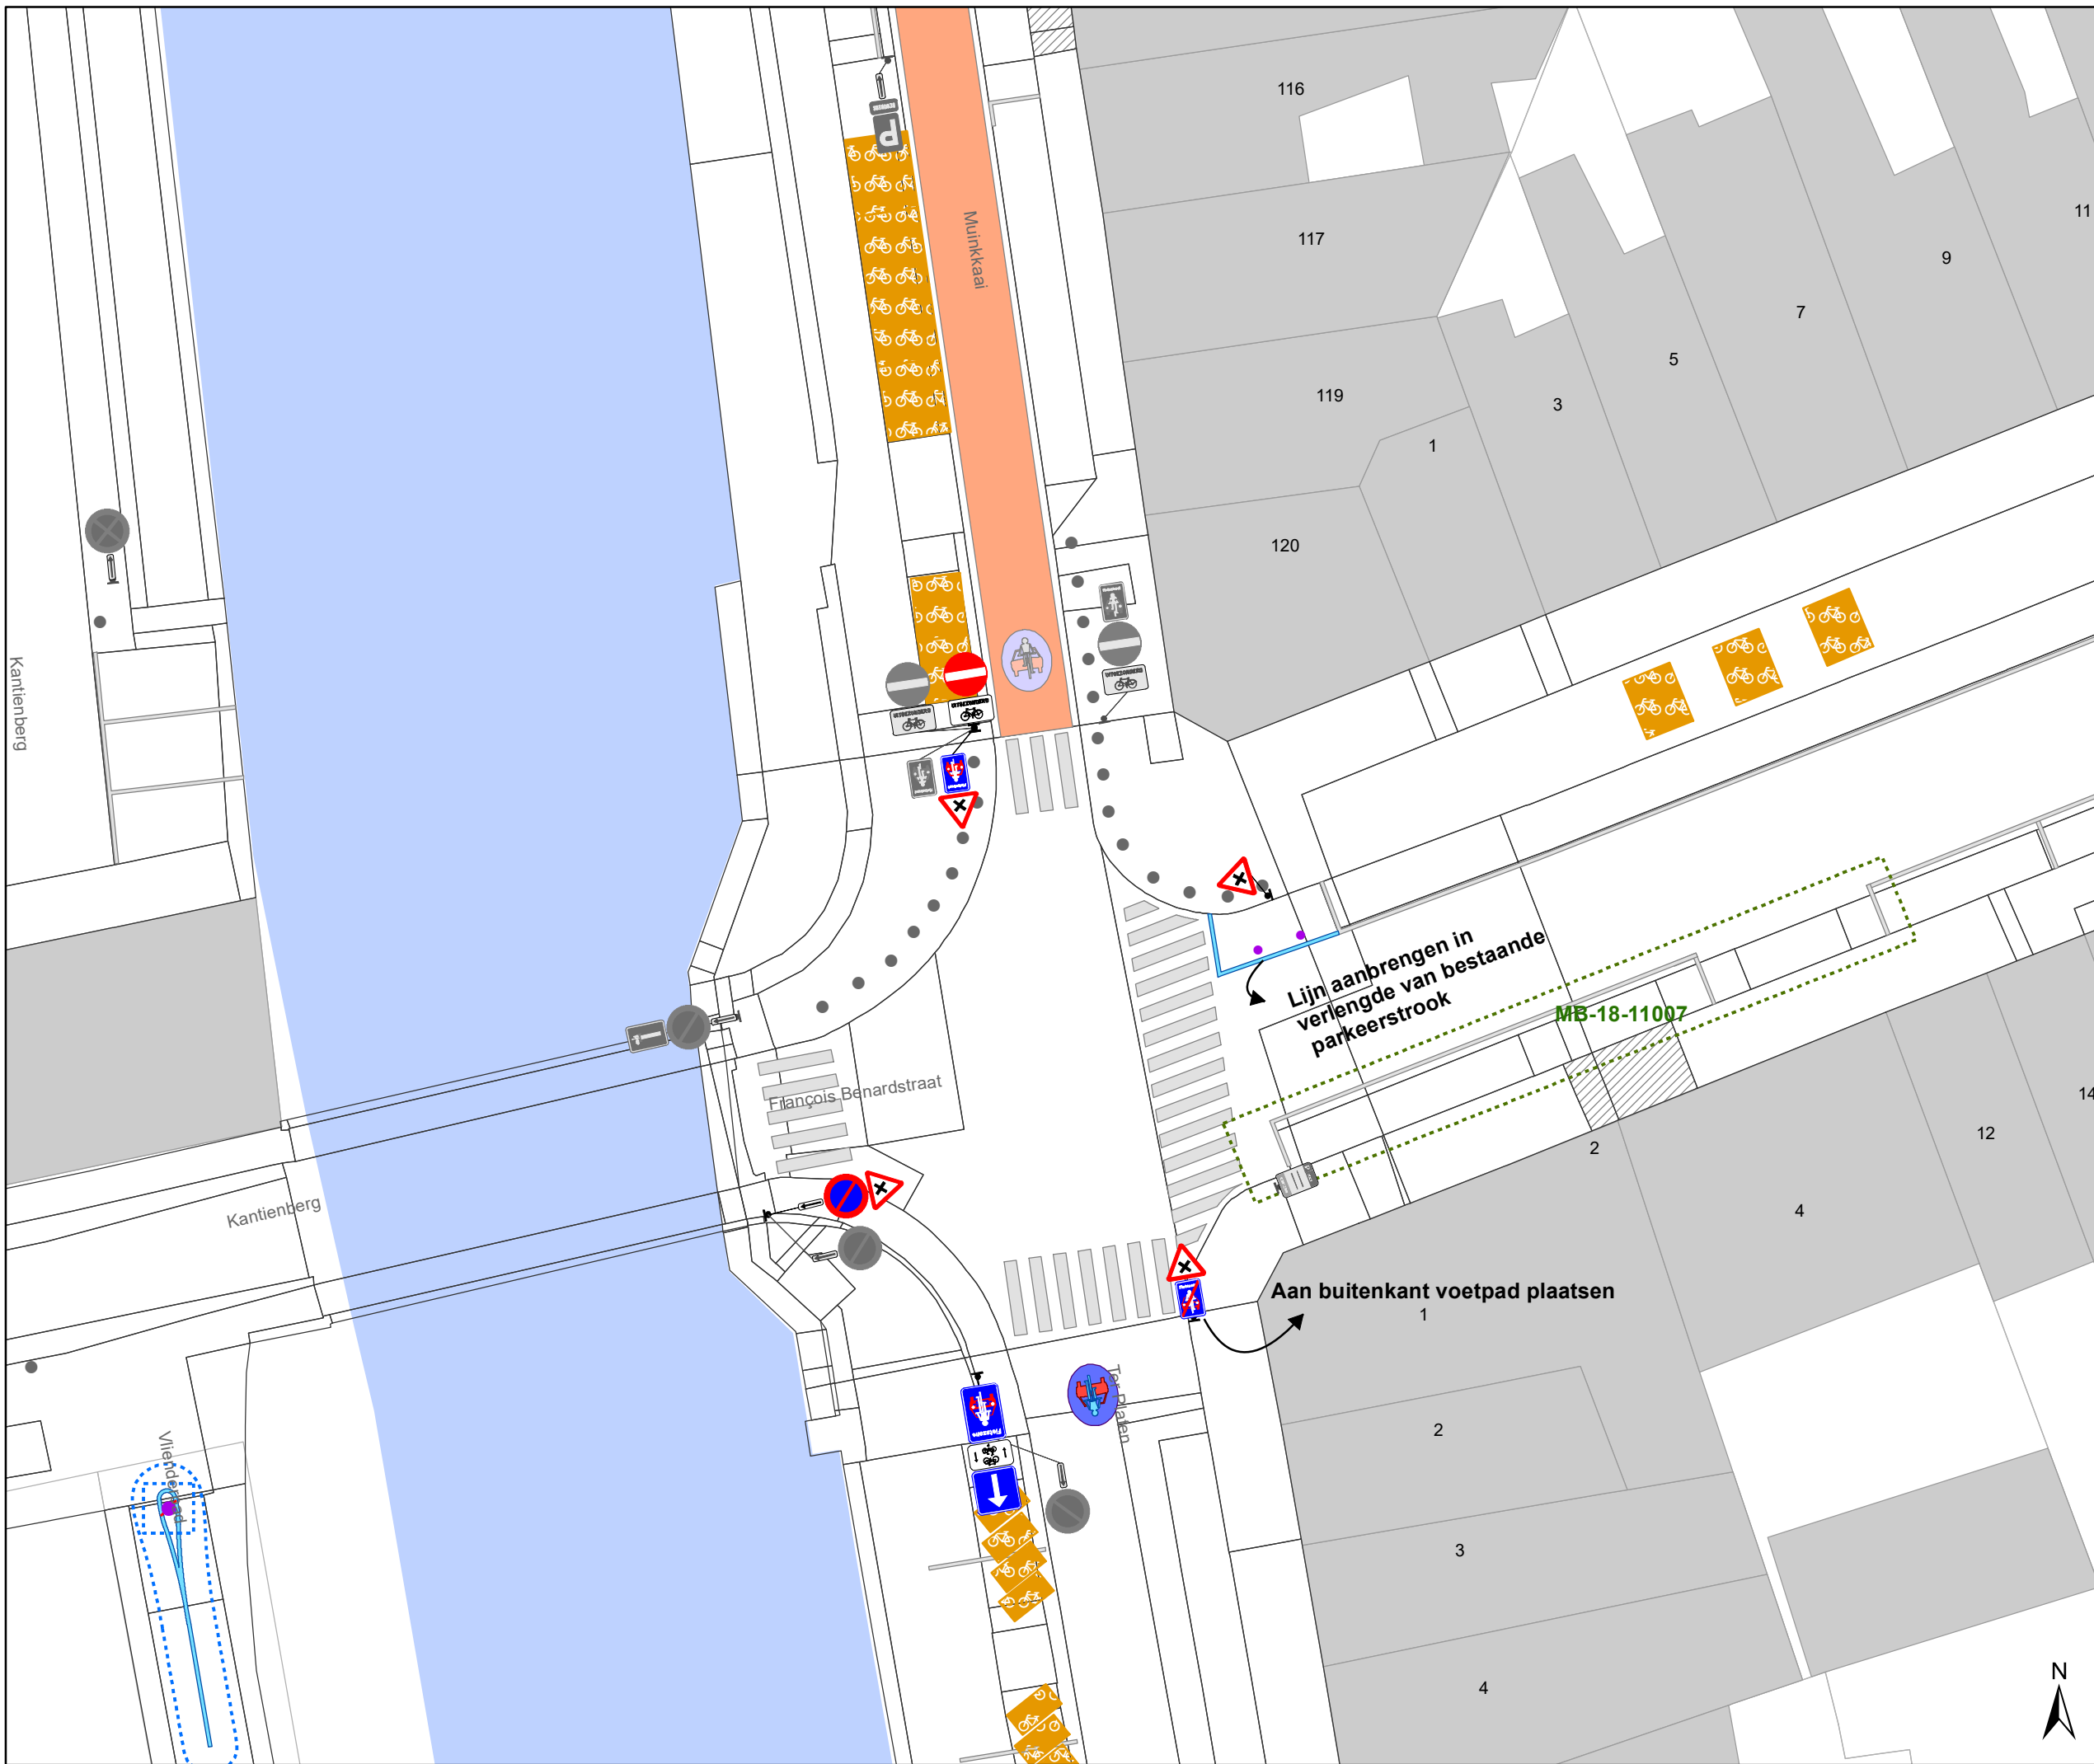 116
11
117
9
Muinkkaai
7
5
119
3
1
120
Kantienberg
Lijn aanbrengen in
verlengde van bestaande
parkeerstrook
MB-18-11007
François Benardstraat
14
12
2
4
Kantienberg
Aan buitenkant voetpad plaatsen
1
Ter Platen
2
Fietszone
3
4
N